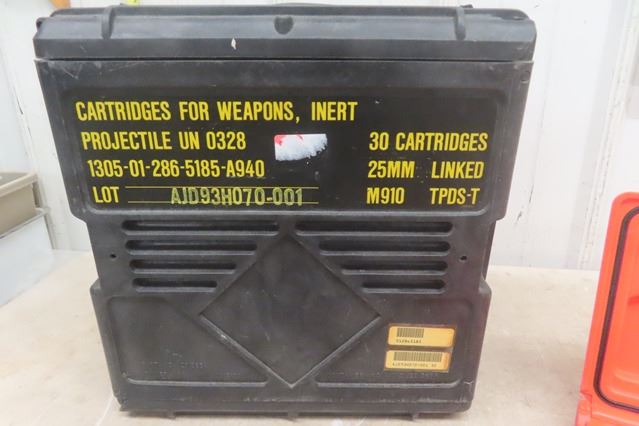 CARTRIDGES FOR WEAPONS, INERT
PROJECTILE UN 0328 30 CARTRIDGES
1305-01-286-5185-A940 25MM LINKED
LOT AJD93H070-001 M910 TPDS-T